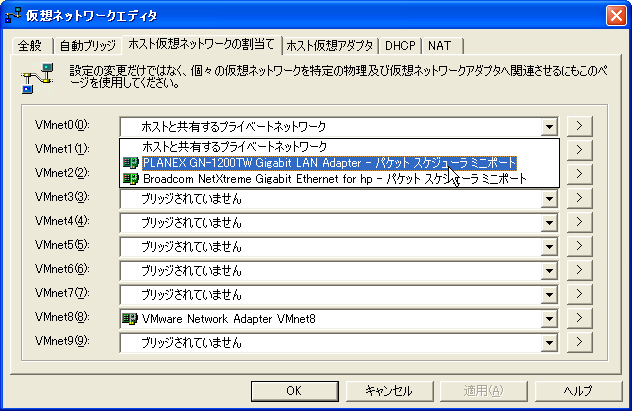 仮想ネットワークエディタ
全般 自動ブリッジ ホスト仮想ネットワークの割当て ホスト仮想アダプタ DHCP NAT
設定の変更だけではなく、個々の仮想ネットワークを特定の物理及び仮想ネットワークアダプタへ関連させるにもこのペ
ージを使用してください。
VMnet0(0): ホストと共有するプライベートネットワーク >
VMnet1(1): ホストと共有するプライベートネットワーク >
PLANEX GN-1200TW Gigabit LAN Adapter - パケット スケジューラ ミニポート
VMnet2(2): Broadcom NetXtreme Gigabit Ethernet for hp - パケット スケジューラ ミニポート >
VMnet3(3): ブリッジされていません >
VMnet4(4): ブリッジされていません >
VMnet5(5): ブリッジされていません >
VMnet6(6): ブリッジされていません >
VMnet7(7): ブリッジされていません >
VMnet8(8): VMware Network Adapter VMnet8 >
VMnet9(9): ブリッジされていません >
OK キャンセル 適用(A) ヘルプ